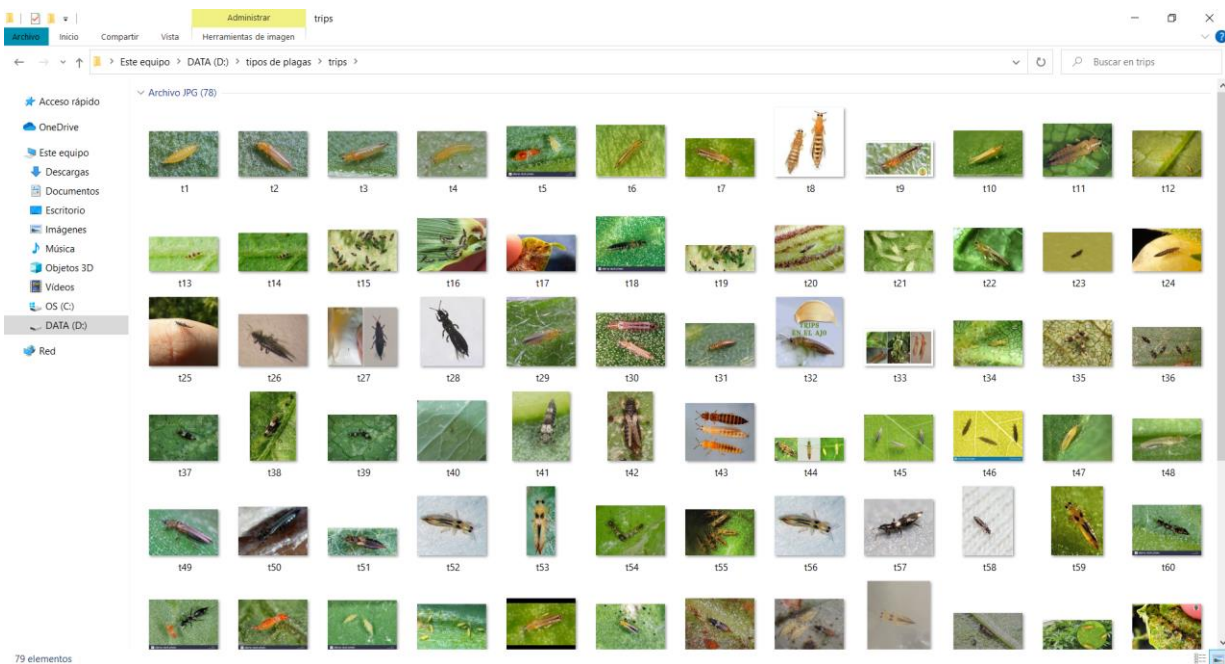 Administrar
trips
Archivo
Inicio
Compartir
Vista
Herramientas de imagen
Este equipo > DATA (D:) > tipos de plagas > trips >
Buscar en trips
Acceso rápido
OneDrive
Este equipo
Descargas
Documentos
Escritorio
Imágenes
Música
Objetos 3D
Vídeos
OS (C:)
DATA (D:)
Red
Archivo JPG (78)
t1 t2 t3 t4 t5 t6 t7 t8 t9 t10 t11 t12
t13 t14 t15 t16 t17 t18 t19 t20 t21 t22 t23 t24
TRIPS
EN EL AJO
t25 t26 t27 t28 t29 t30 t31 t32 t33 t34 t35 t36
t37 t38 t39 t40 t41 t42 t43 t44 t45 t46 t47 t48
t49 t50 t51 t52 t53 t54 t55 t56 t57 t58 t59 t60
79 elementos